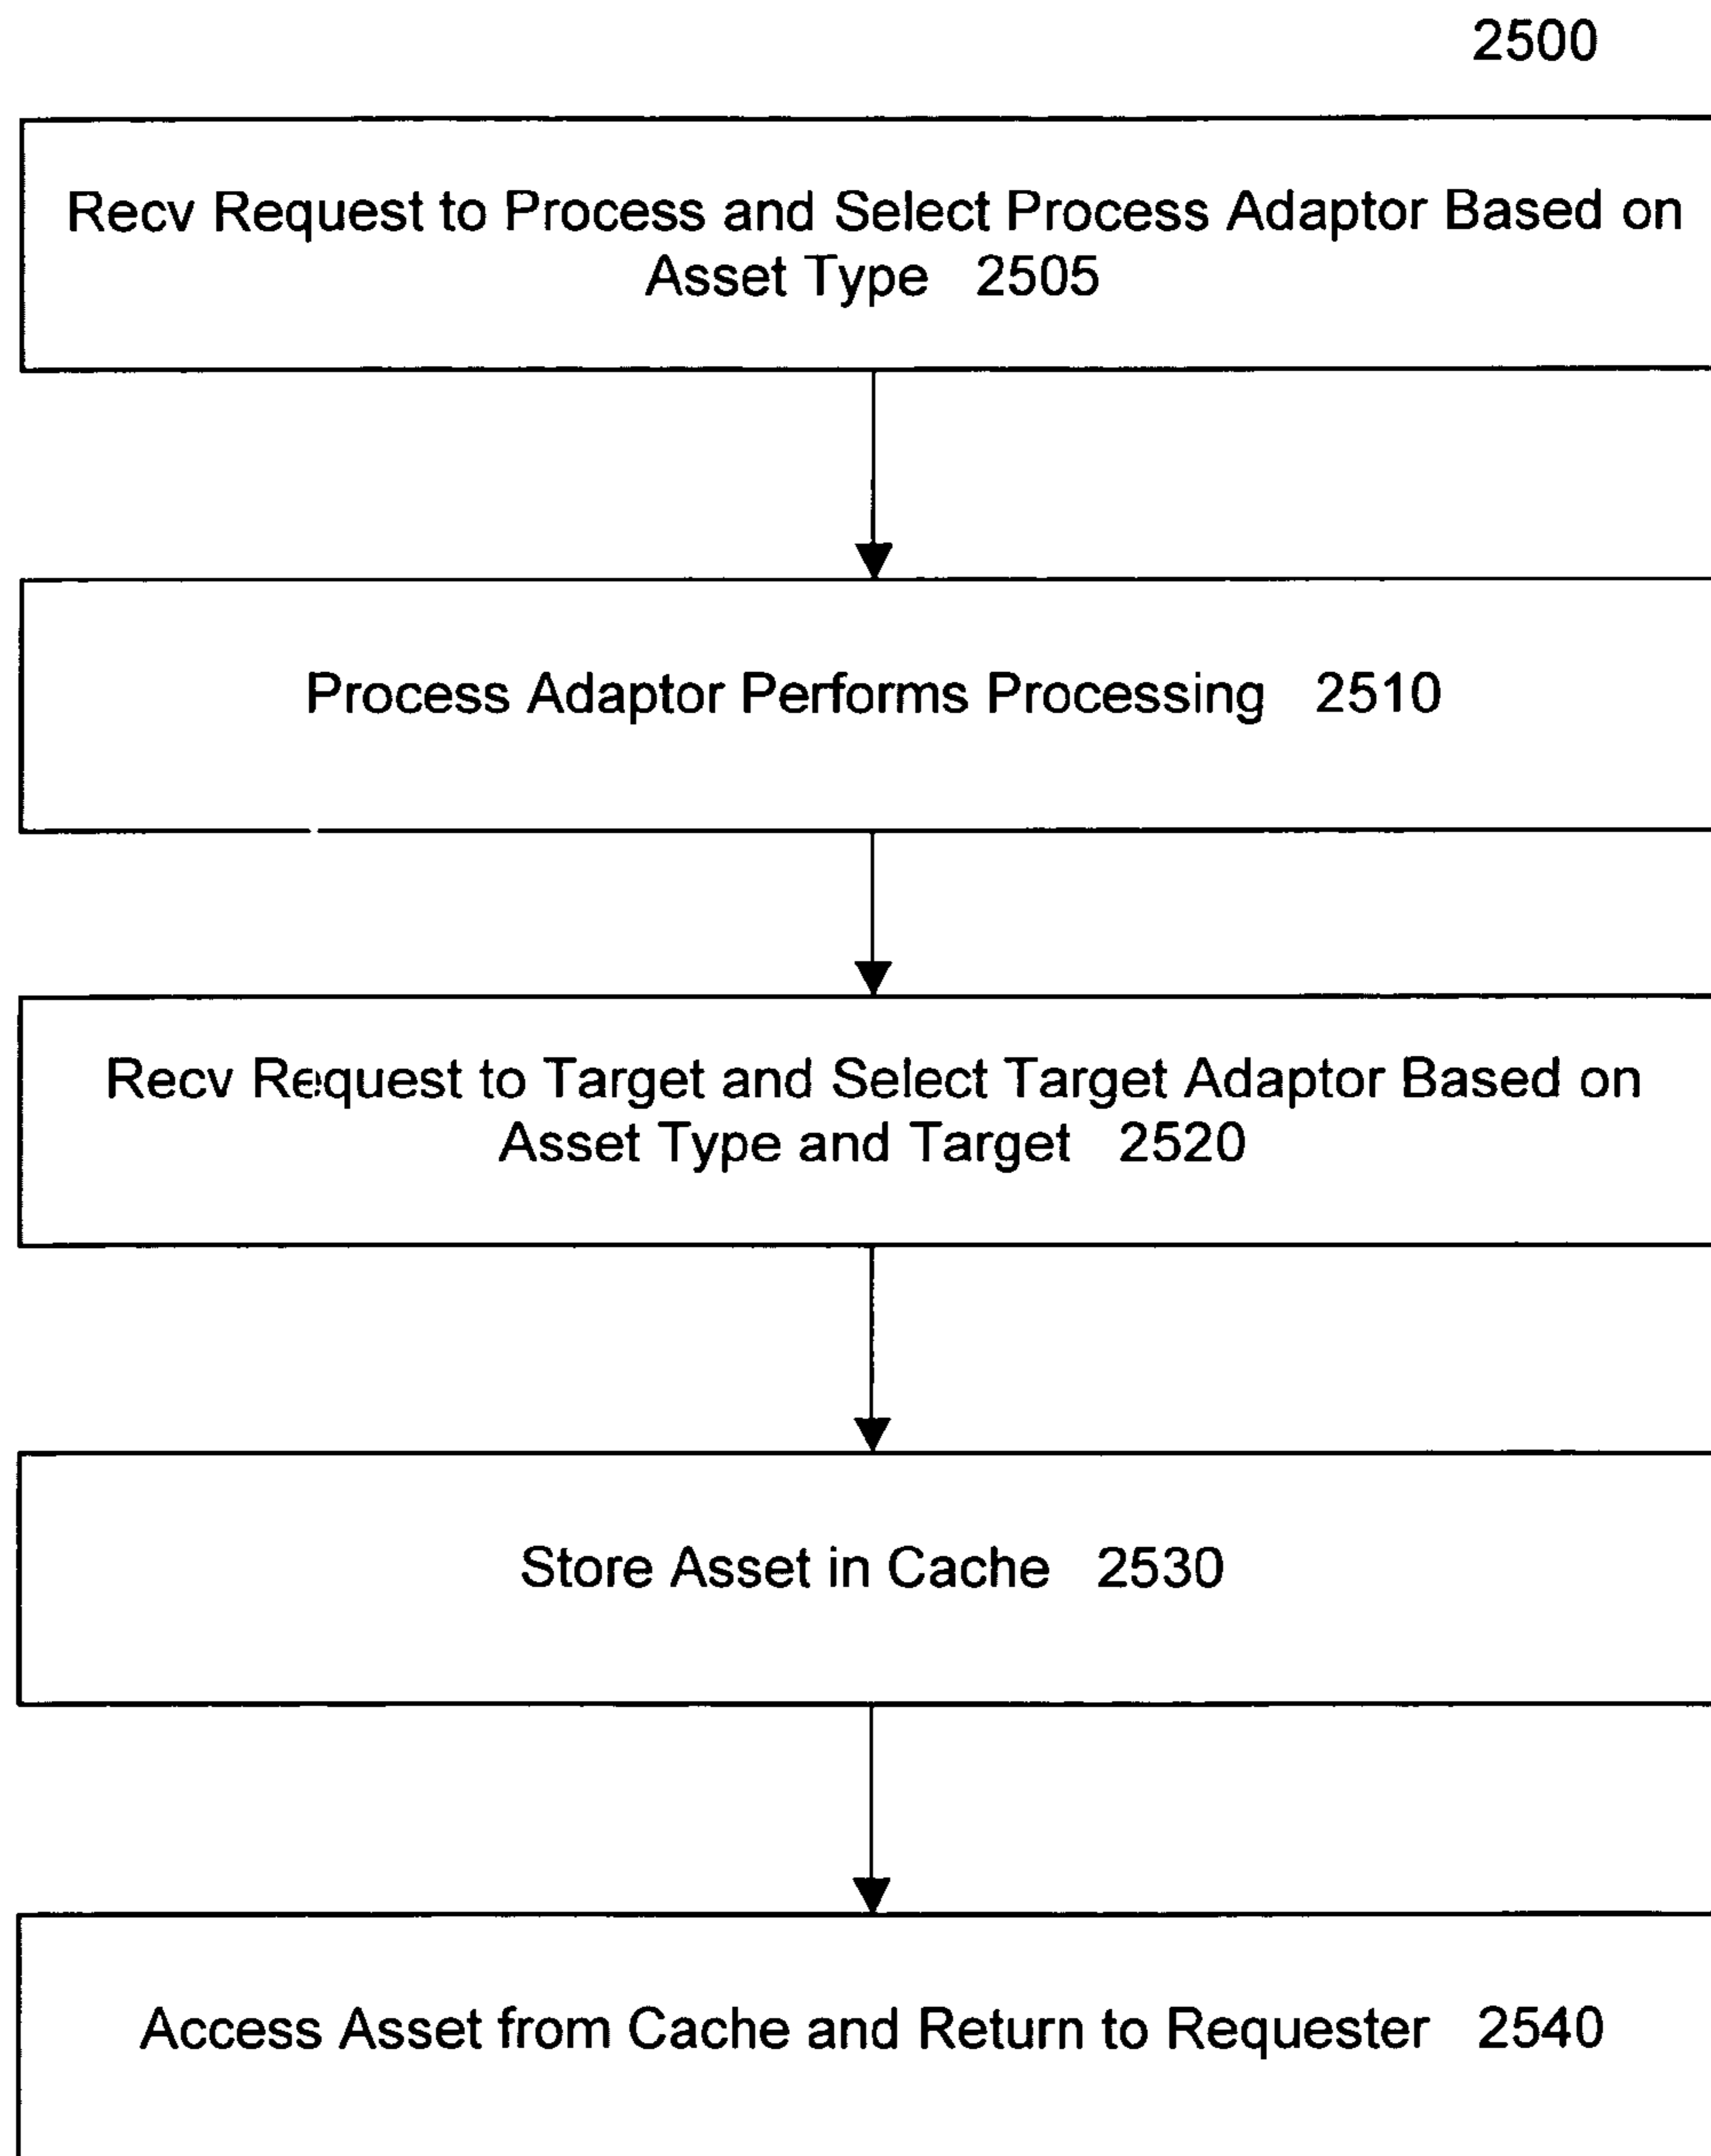 2500
Recv Request to Process and Select Process Adaptor Based on
Asset Type 2505
Process Adaptor Performs Processing 2510
Recv Request to Target and Select Target Adaptor Based on
Asset Type and Target 2520
Store Asset in Cache 2530
Access Asset from Cache and Return to Requester 2540